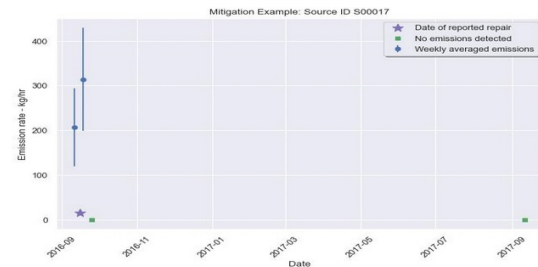 Mitigation Example: Source ID S00017
Date of reported repair
No emissions detected
Weekly averaged emissions
Emission rate - kg/hr
400
300
200
100
0
2016-09
2016-11
2017-01
2017-03
2017-05
2017-07
2017-09
Date